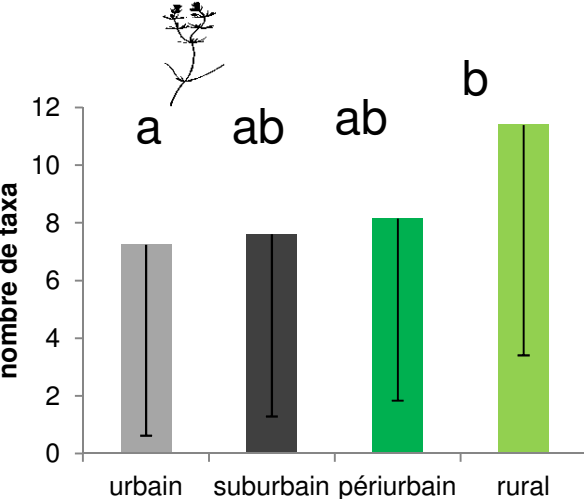 12
10
8
6
4
2
0
nombre de taxa
a
ab
ab
b
urbain
suburbain
périurbain
rural